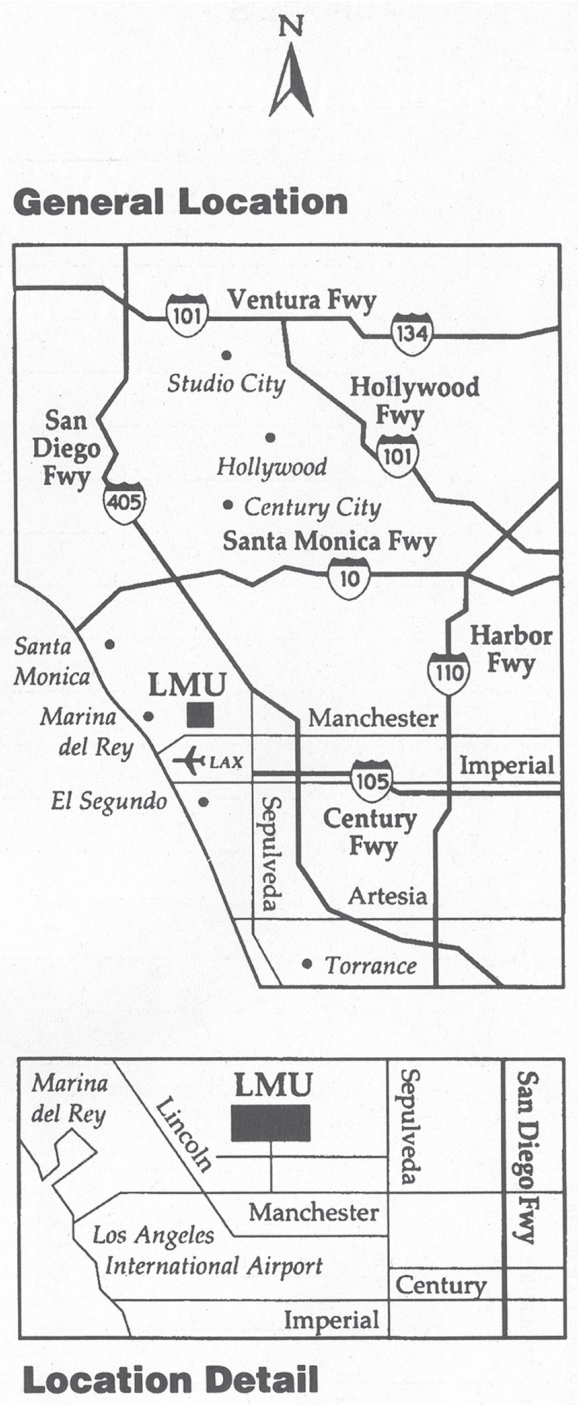 N
General Location
Ventura Fwy
101
134
Studio City
Hollywood
Fwy
San
Diego
Fwy
Hollywood
101
405
Century City
Santa Monica Fwy
10
Santa
Monica
Harbor
Fwy
110
LMU
Marina
del Rey
Manchester
LAX
Imperial
105
El Segundo
Century
Fwy
Sepulveda
Artesia
Torrance
Marina
del Rey
LMU
Lincoln
Sepulveda
San Diego Fwy
Manchester
Los Angeles
International Airport
Century
Imperial
Location Detail